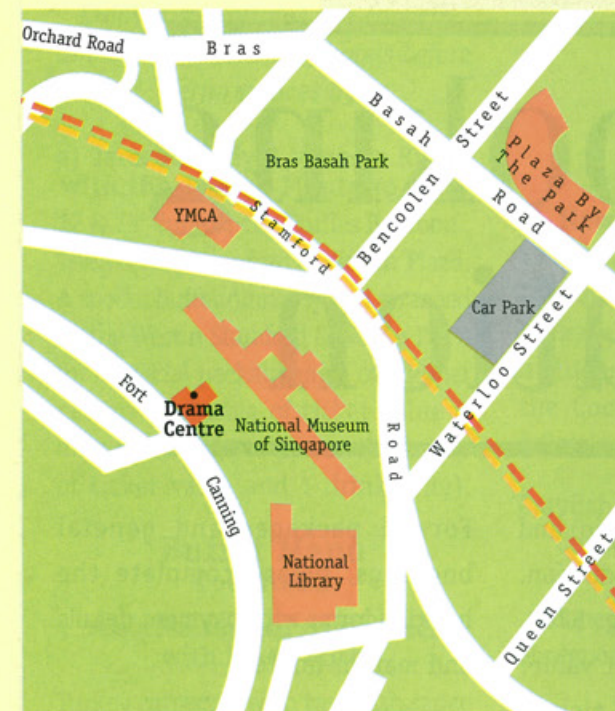 Orchard Road
Bras
Basah
Road
Bencoolen
Street
Plaza By
The Park
Bras Basah Park
YMCA
Stamford
Road
Car Park
Waterloo Street
Fort
Canning
Drama
Centre
National Museum
of Singapore
National
Library
Queen Street